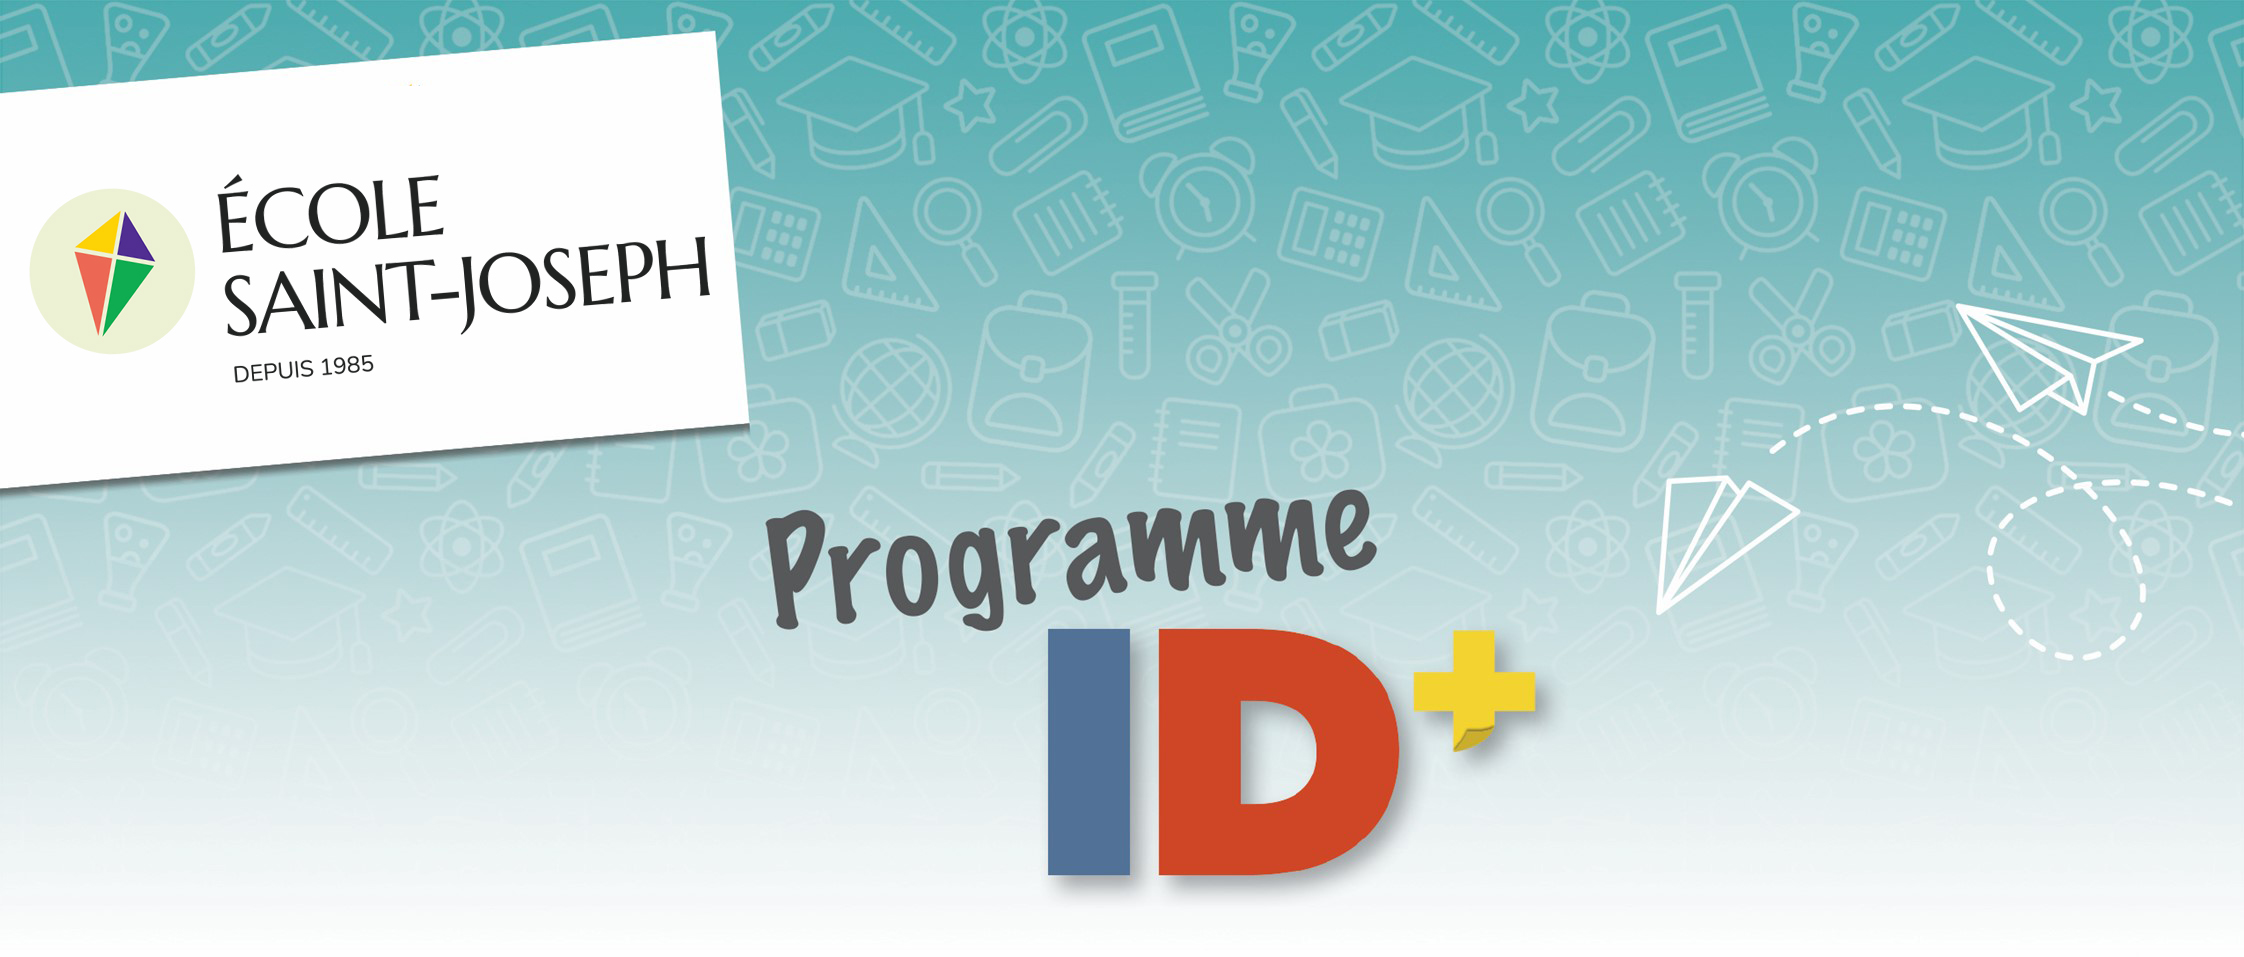 ÉCOLE
SAINT-JOSEPH
DEPUIS 1985
Programme
ID+